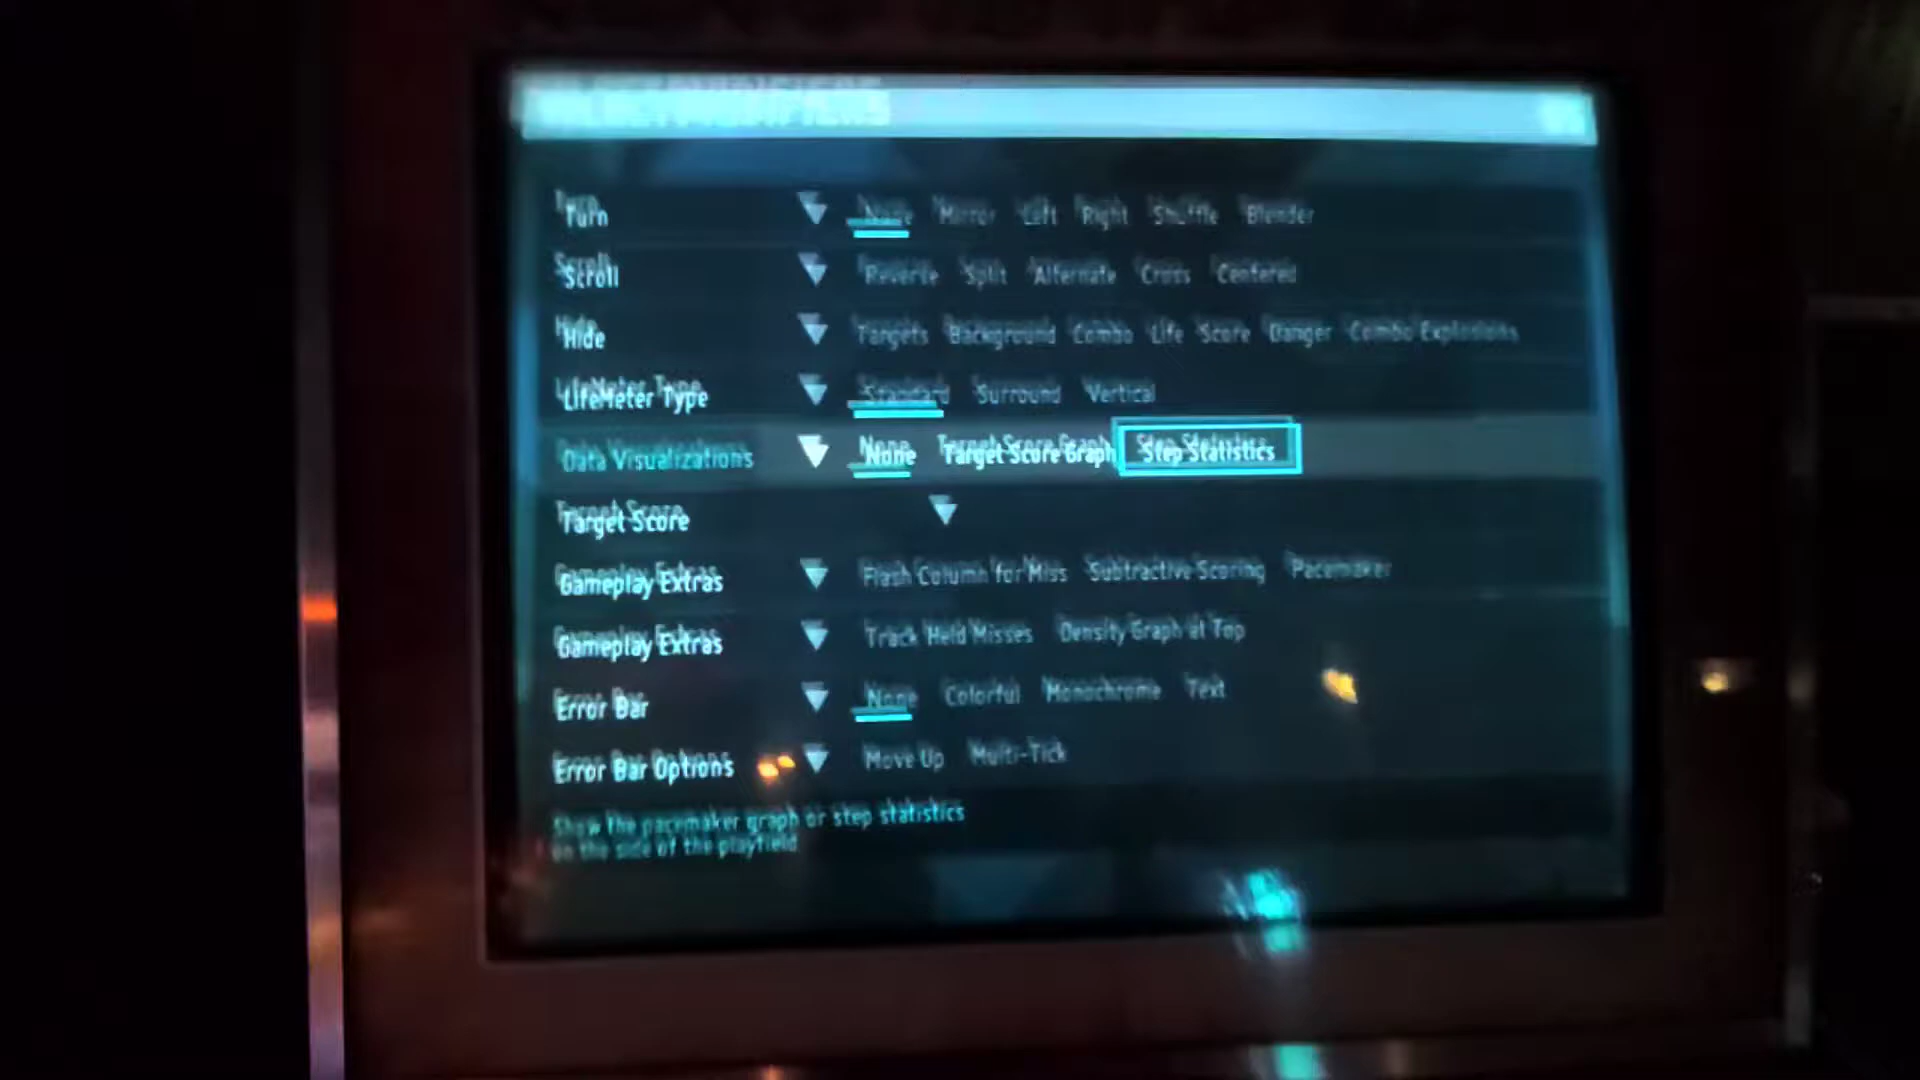 Turn None Mirror Left Right Shuffle Blender
Scroll Reverse Split Alternate Cross Centered
Hide Targets Background Combo Life Score Danger Combo Explosions
LifeMeter Type Standard Surround Vertical
Data Visualizations None Target Score Graph Step Statistics
Target Score
Gameplay Extras Flash Column for Miss Subtractive Scoring Pacemaker
Gameplay Extras Track Held Misses Density Graph at Top
Error Bar None Colorful Monochrome Text
Error Bar Options Move Up Multi-Tick
Show the pacemaker graph or step statistics
on the side of the playfield